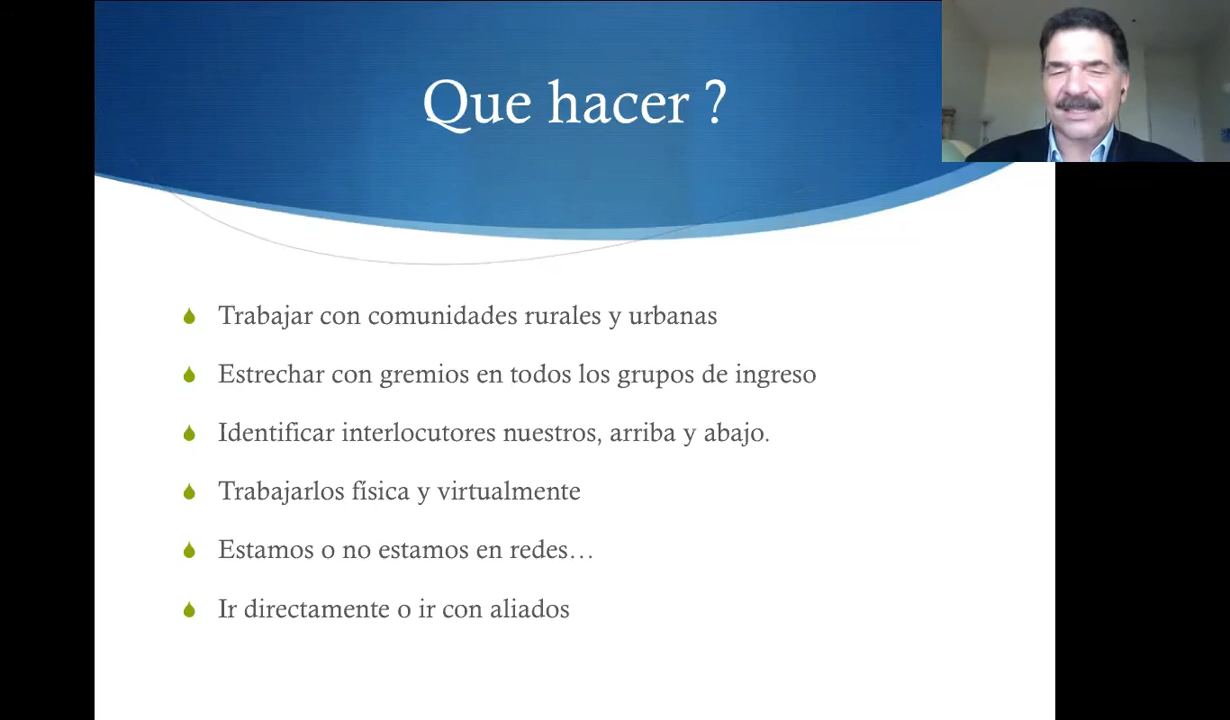 Que hacer ?
Trabajar con comunidades rurales y urbanas
Estrechar con gremios en todos los grupos de ingreso
Identificar interlocutores nuestros, arriba y abajo.
Trabajarlos física y virtualmente
Estamos o no estamos en redes…
Ir directamente o ir con aliados